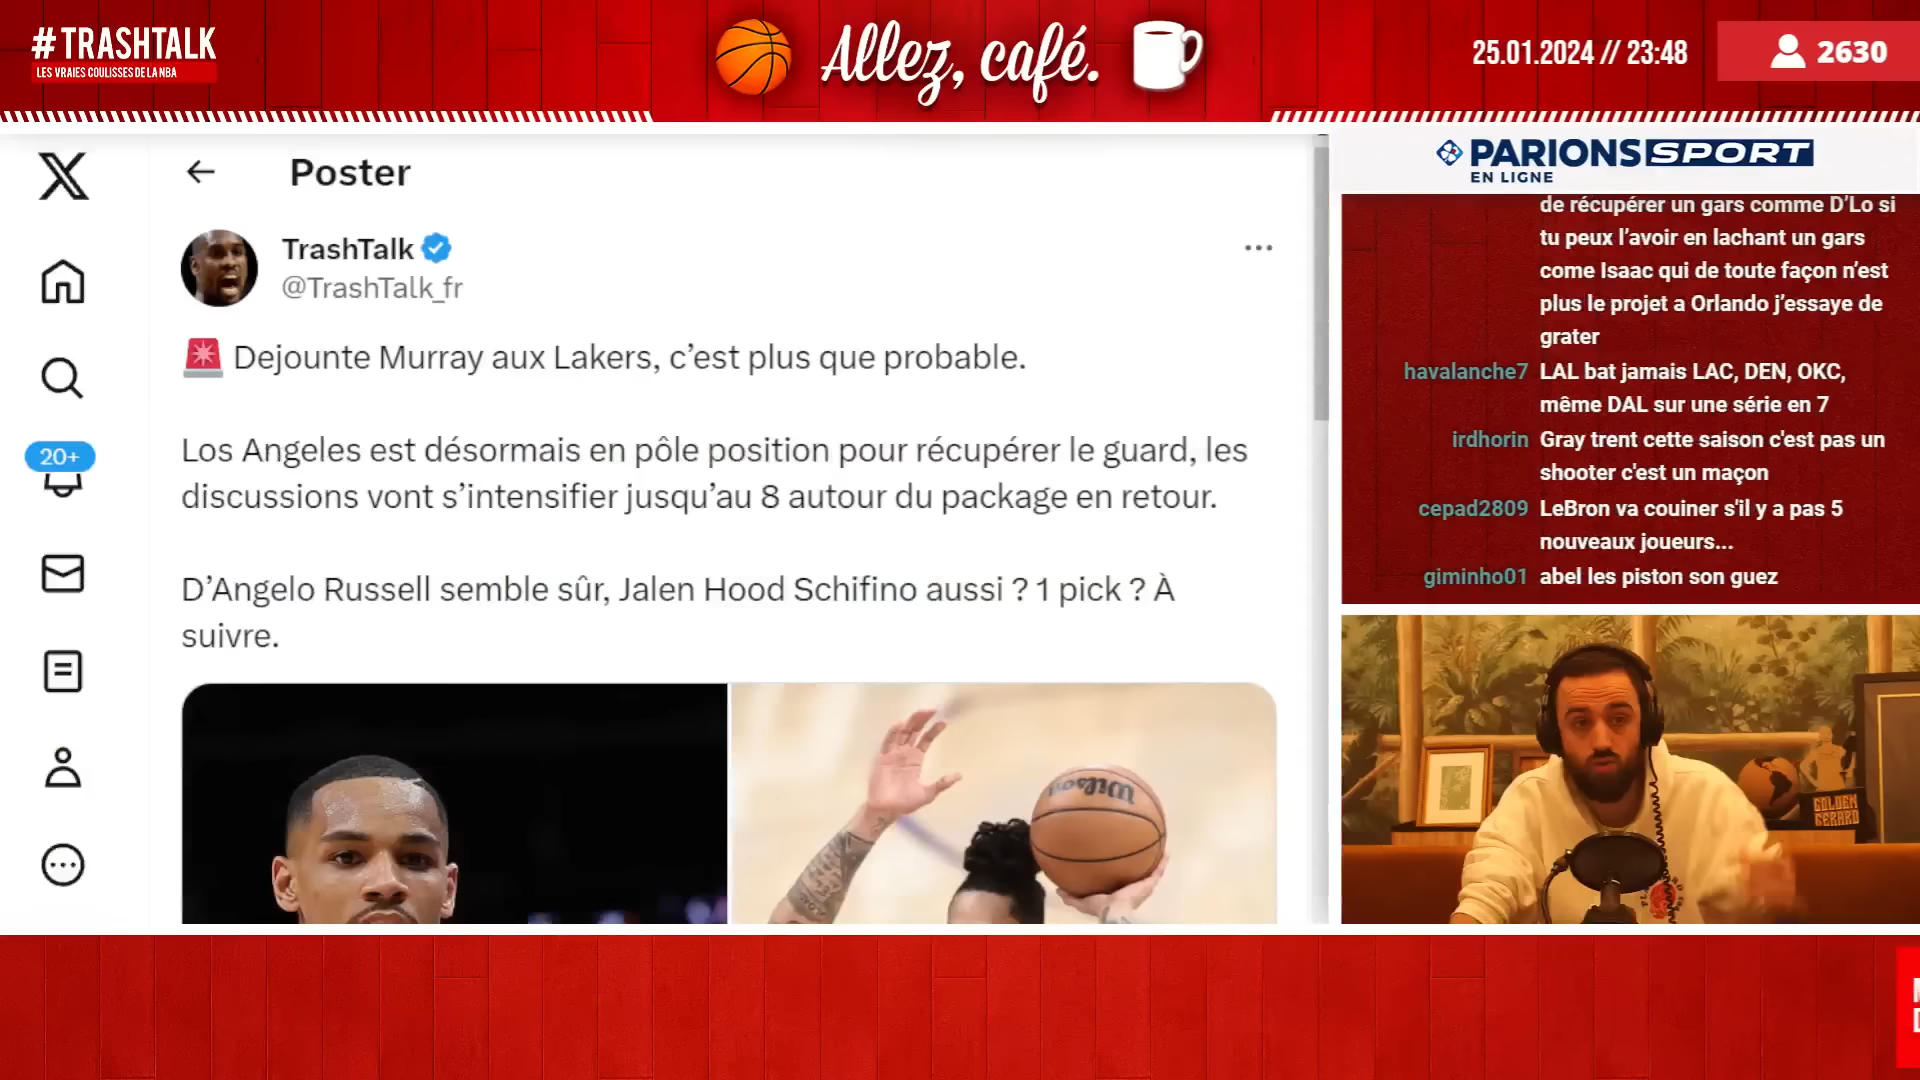 #TRASHTALK
LES VRAIES COULISSES DE LA NBA
Allez, café.
25.01.2024 // 23:48
2630
Poster
TrashTalk
@TrashTalk_fr
🚨 Dejounte Murray aux Lakers, c’est plus que probable.
Los Angeles est désormais en pôle position pour récupérer le guard, les
discussions vont s’intensifier jusqu’au 8 autour du package en retour.
D’Angelo Russell semble sûr, Jalen Hood Schifino aussi ? 1 pick ? À
suivre.
20+
Wilson
PARIONS SPORT
EN LIGNE
de récupérer un gars comme D’Lo si
tu peux l’avoir en lachant un gars
come Isaac qui de toute façon n’est
plus le projet a Orlando j’essaye de
grater
havalanche7 LAL bat jamais LAC, DEN, OKC,
même DAL sur une série en 7
irdhorin Gray trent cette saison c'est pas un
shooter c'est un maçon
cepad2809 LeBron va couiner s'il y a pas 5
nouveaux joueurs...
giminho01 abel les piston son guez
GOLDEN
GERARD